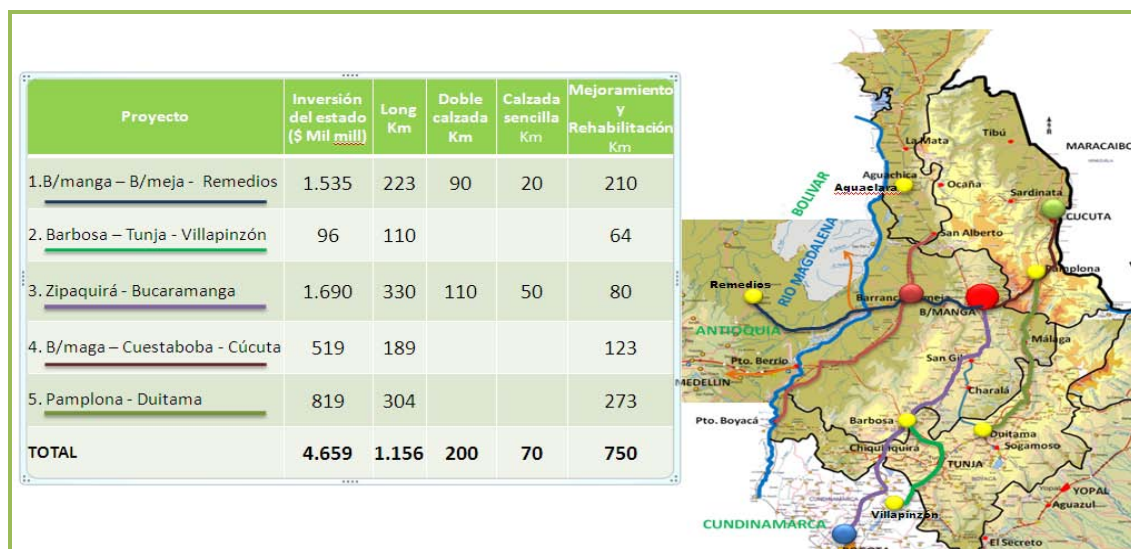 Proyecto
Inversión
del estado
($ Mil mill)
Long
Km
Doble
calzada
Km
Calzada
sencilla
Km
Mejoramiento
y
Rehabilitación
Km
1.B/manga – B/meja - Remedios 1.535 223 90 20 210
2. Barbosa – Tunja - Villapinzón 96 110 64
3. Zipaquirá - Bucaramanga 1.690 330 110 50 80
4. B/maga – Cuestaboba - Cúcuta 519 189 123
5. Pamplona - Duitama 819 304 273
TOTAL 4.659 1.156 200 70 750
La Mata
Tibú
MARACAIBO
Aguachica
Aguaclara
Ocaña
Sardinata
BOLIVAR
CUCUTA
San Alberto
RIO MAGDALENA
Pamplona
Remedios
B/MANGA
ANTIOQUIA
Málaga
San Gil
Pto. Berrio
MEDELLIN
Charalá
Pto. Boyacá
Barbosa
Duitama
Chiquinquirá
Sogamoso
TUNJA
YOPAL
Aguazul
Villapinzón
CUNDINAMARCA
El Secreto